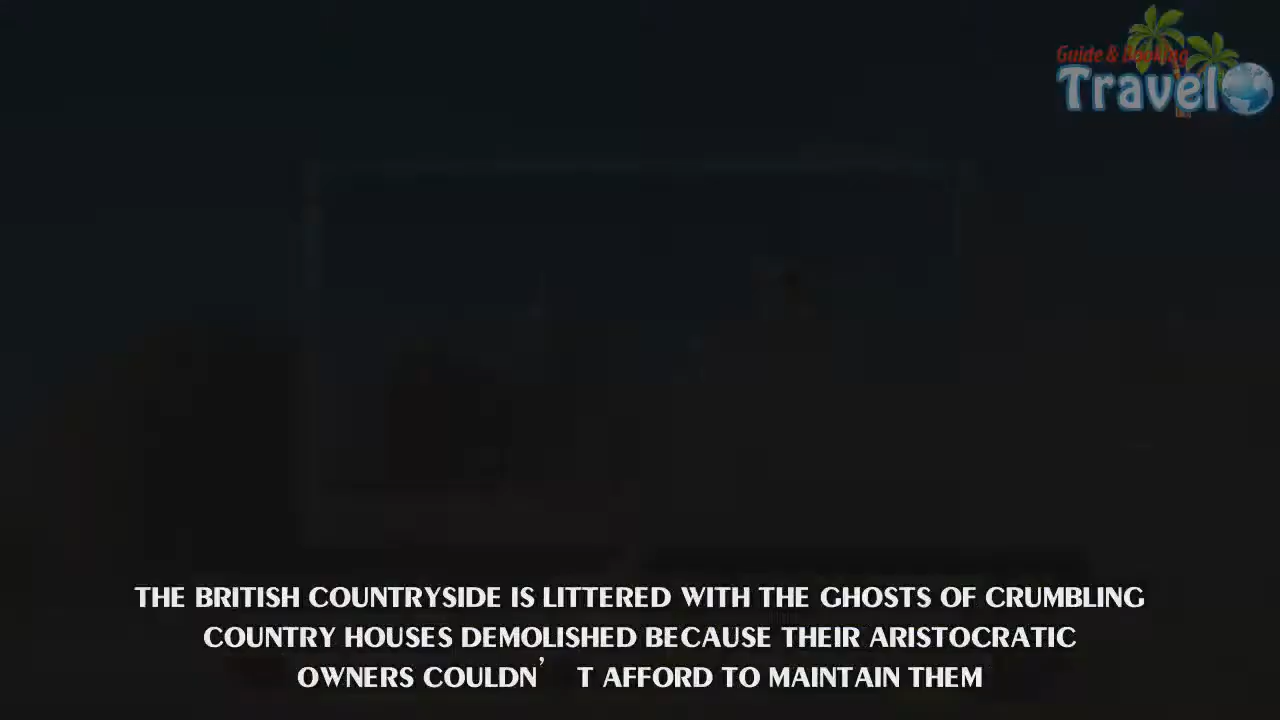 Guide & Booking
Travel
THE BRITISH COUNTRYSIDE IS LITTERED WITH THE GHOSTS OF CRUMBLING
COUNTRY HOUSES DEMOLISHED BECAUSE THEIR ARISTOCRATIC
OWNERS COULDN’T AFFORD TO MAINTAIN THEM